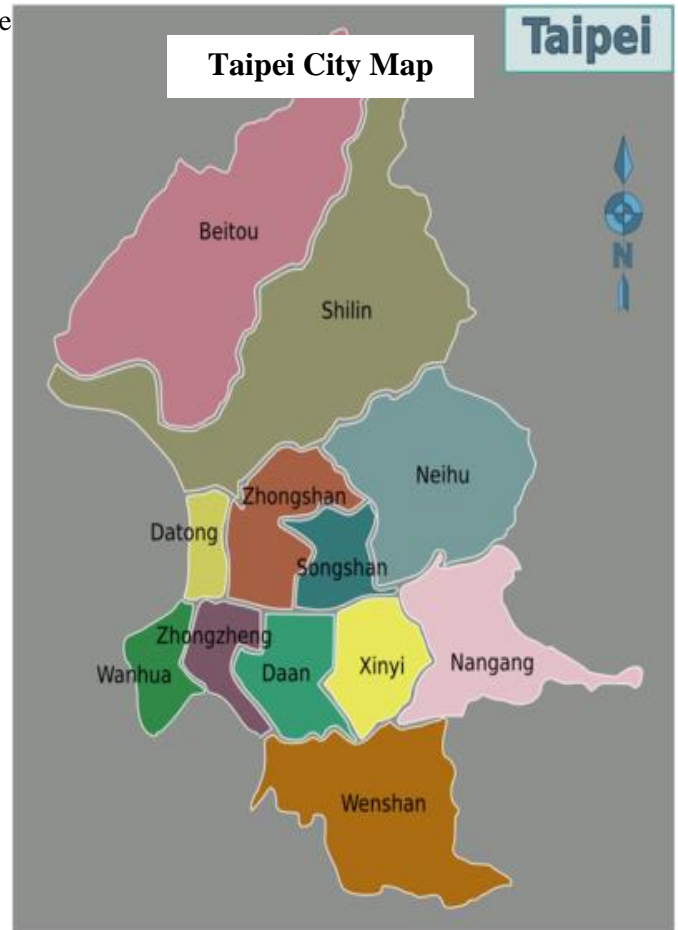 e
Taipei
Taipei City Map
Beitou
Shilin
N
Neihu
Zhongshan
Datong
Songshan
Zhongzheng
Wanhua
Daan
Xinyi
Nangang
Wenshan